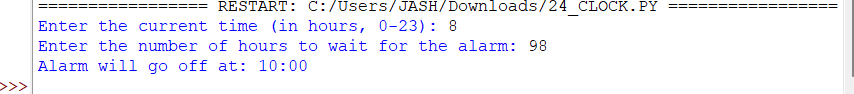 ================ RESTART: C:/Users/JASH/Downloads/24_CLOCK.PY =================
Enter the current time (in hours, 0-23): 8
Enter the number of hours to wait for the alarm: 98
Alarm will go off at: 10:00
>>>